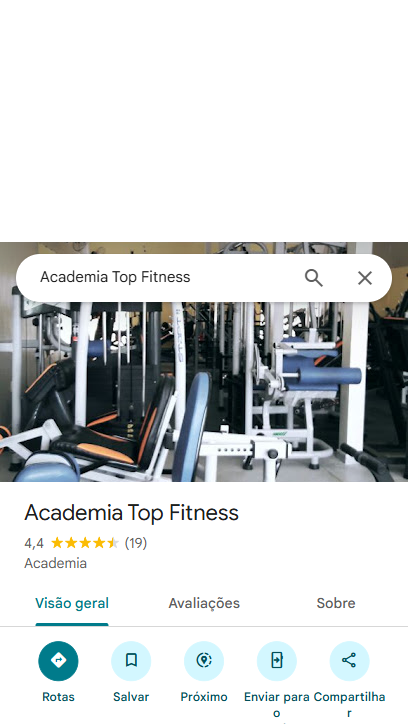 Academia Top Fitness
Academia Top Fitness
4,4 (19)
Academia
Visão geral Avaliações Sobre
Rotas Salvar Próximo Enviar para o Compartilhar